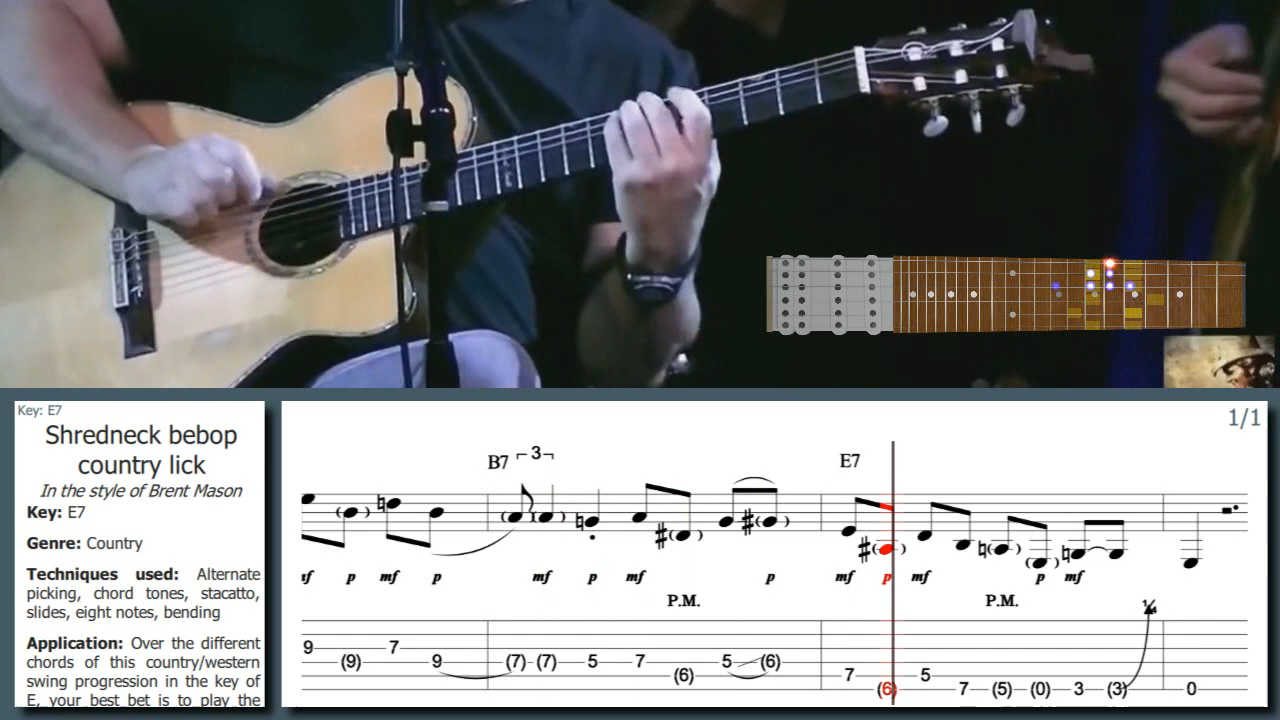 Key: E7
Shredneck bebop
country lick
In the style of Brent Mason
Key: E7
Genre: Country
Techniques used: Alternate
picking, chord tones, stacatto,
slides, eight notes, bending
Application: Over the different
chords of this country/western
swing progression in the key of
E, your best bet is to play the
1/1
B7 3 E7
mf p mf p mf p mf p mf p mf p mf
P.M. P.M.
1/4
9 (9) 7 9 (7) (7) 5 7 (6) 5 (6) 7 (6) 5 7 (5) (0) 3 (3) 0